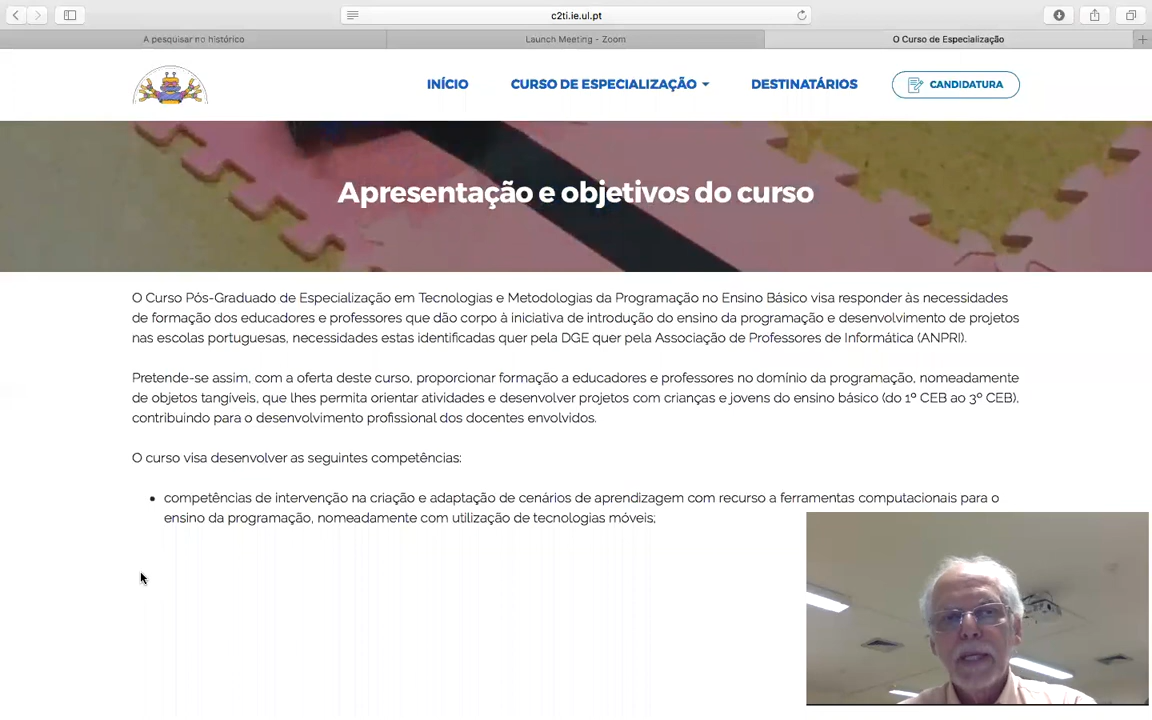 c2ti.ie.ul.pt
A pesquisar no histórico
Launch Meeting - Zoom
O Curso de Especialização
INÍCIO
CURSO DE ESPECIALIZAÇÃO
DESTINATÁRIOS
CANDIDATURA
Apresentação e objetivos do curso
O Curso Pós-Graduado de Especialização em Tecnologias e Metodologias da Programação no Ensino Básico visa responder às necessidades
de formação dos educadores e professores que dão corpo à iniciativa de introdução do ensino da programação e desenvolvimento de projetos
nas escolas portuguesas, necessidades estas identificadas quer pela DGE quer pela Associação de Professores de Informática (ANPRI).
Pretende-se assim, com a oferta deste curso, proporcionar formação a educadores e professores no domínio da programação, nomeadamente
de objetos tangíveis, que lhes permita orientar atividades e desenvolver projetos com crianças e jovens do ensino básico (do 1º CEB ao 3º CEB),
contribuindo para o desenvolvimento profissional dos docentes envolvidos.
O curso visa desenvolver as seguintes competências:
• competências de intervenção na criação e adaptação de cenários de aprendizagem com recurso a ferramentas computacionais para o
ensino da programação, nomeadamente com utilização de tecnologias móveis;